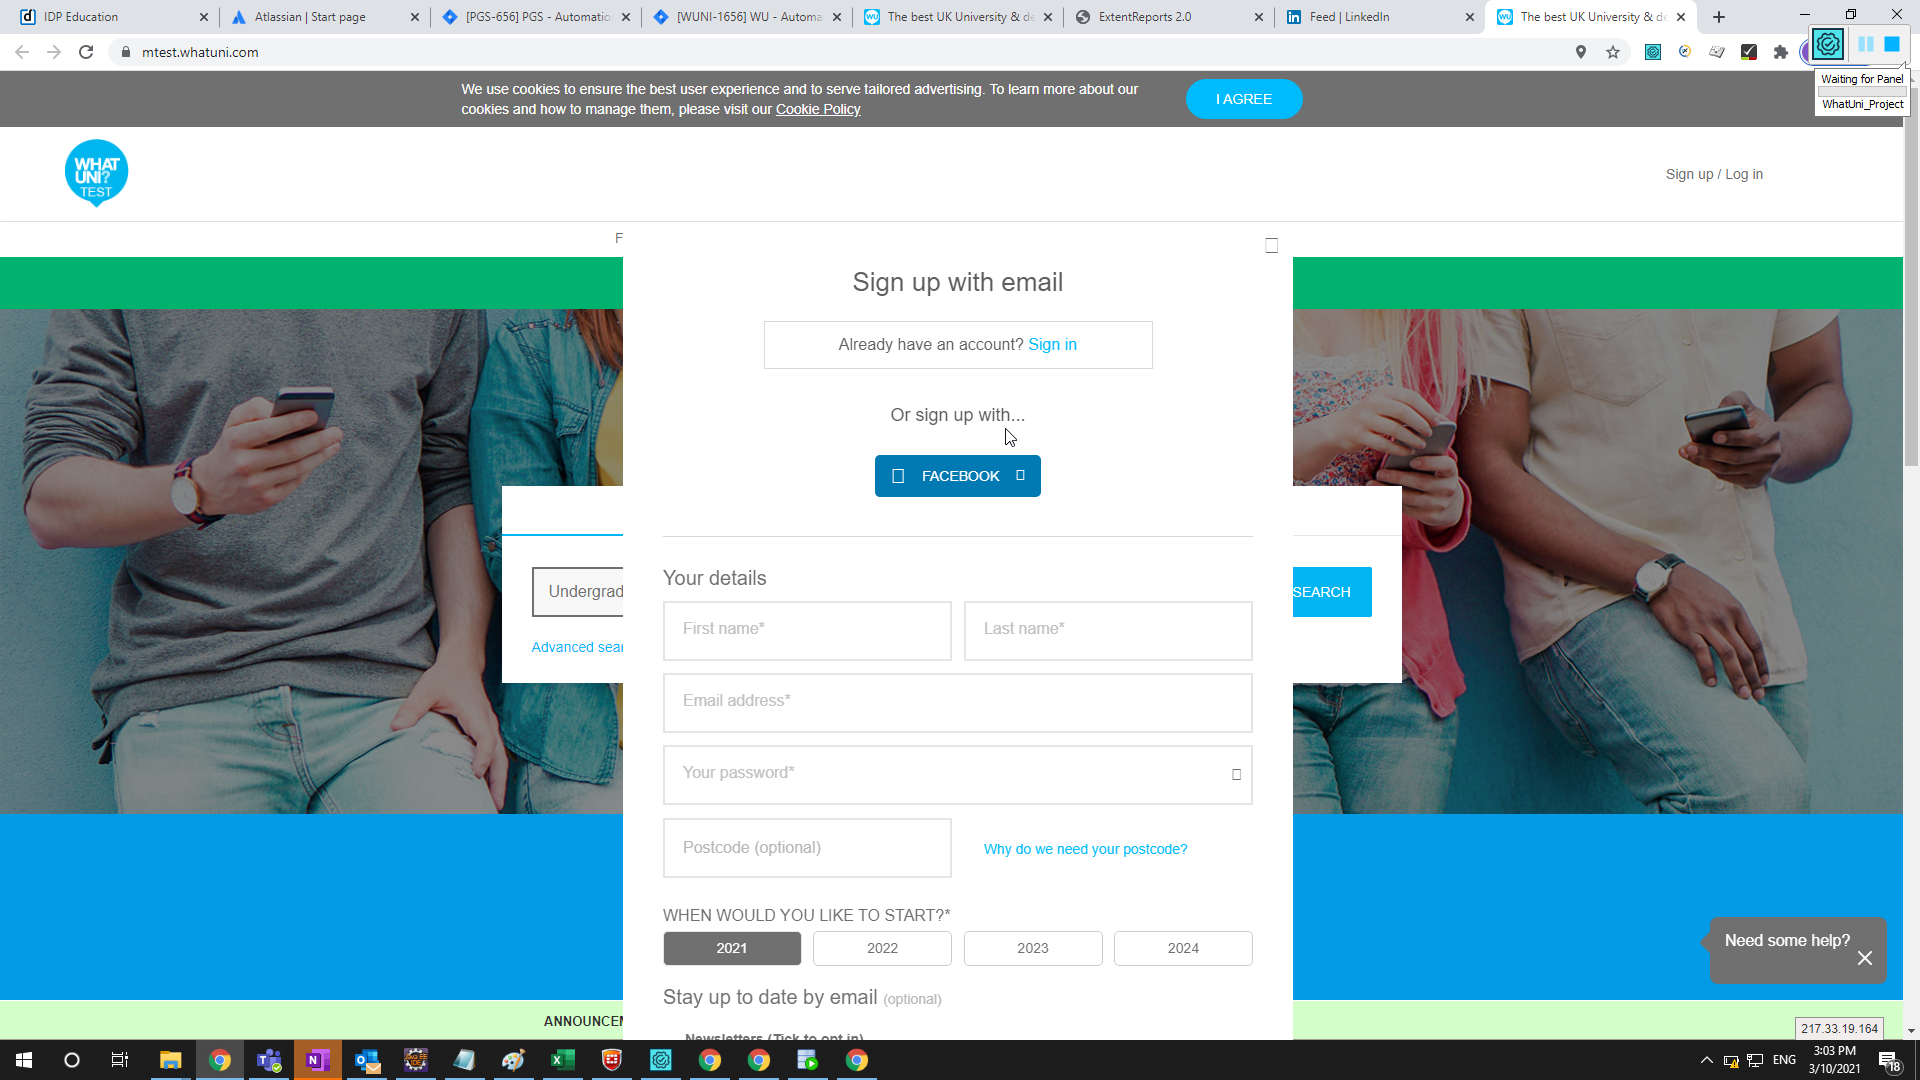 IDP Education
Atlassian | Start page
[PGS-656] PGS - Automatio
[WUNI-1656] WU - Automa
The best UK University & de
ExtentReports 2.0
Feed | LinkedIn
The best UK University & de
mtest.whatuni.com
Waiting for Panel
WhatUni_Project
We use cookies to ensure the best user experience and to serve tailored advertising. To learn more about our
cookies and how to manage them, please visit our Cookie Policy
I AGREE
WHAT
UNI?
TEST
Sign up / Log in
F
Sign up with email
Already have an account? Sign in
Or sign up with...
FACEBOOK
Undergrad
SEARCH
Advanced sear
Your details
First name*
Last name*
Email address*
Your password*
Postcode (optional)
Why do we need your postcode?
WHEN WOULD YOU LIKE TO START?*
2021
2022
2023
2024
Stay up to date by email (optional)
Newsletters (Tick to opt in)
Need some help?
ANNOUNCEM
217.33.19.164
ENG
3:03 PM
3/10/2021
18